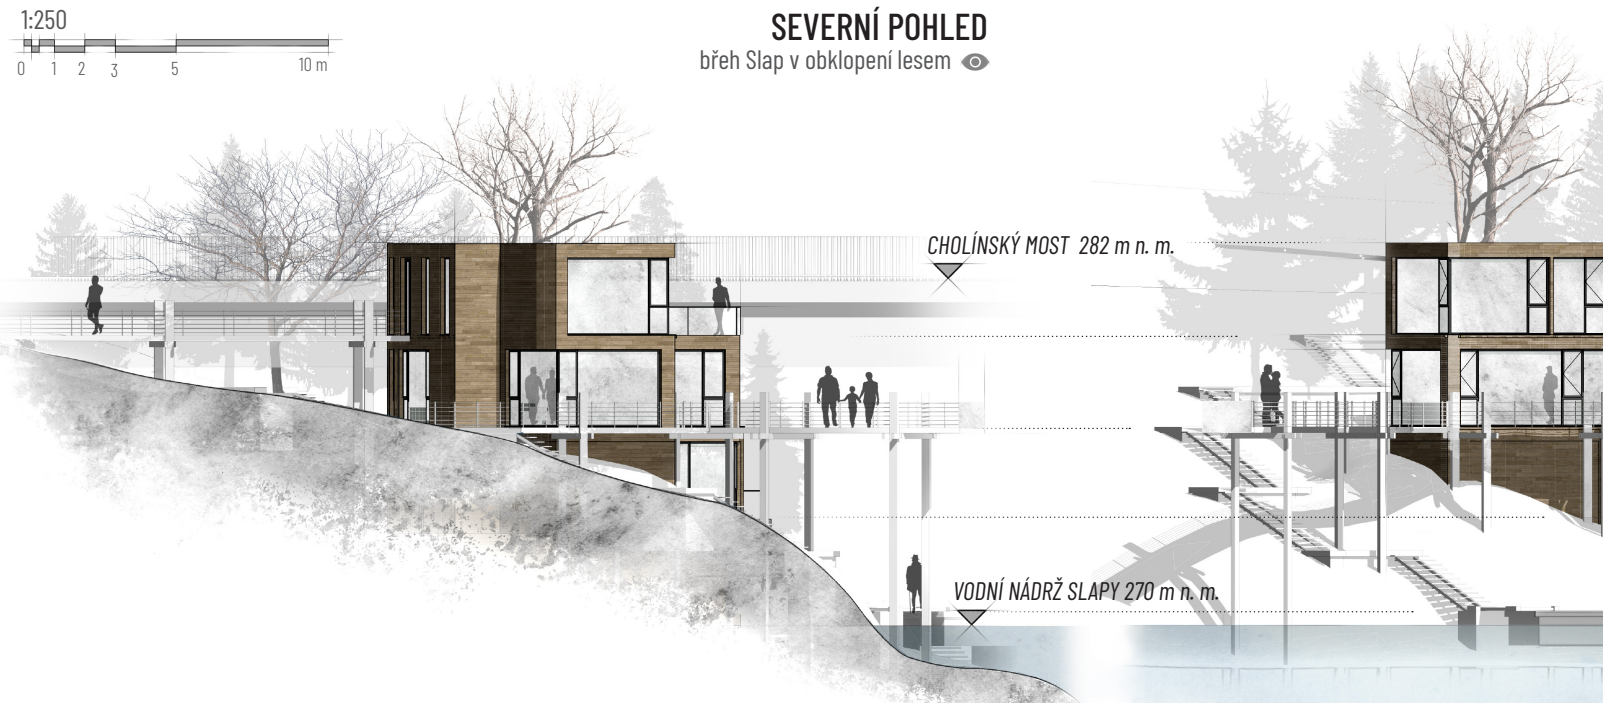 1:250
0 1 2 3 5 10 m
SEVERNÍ POHLED
břeh Slap v obklopení lesem
CHOLÍNSKÝ MOST 282 m n. m.
VODNÍ NÁDRŽ SLAPY 270 m n. m.